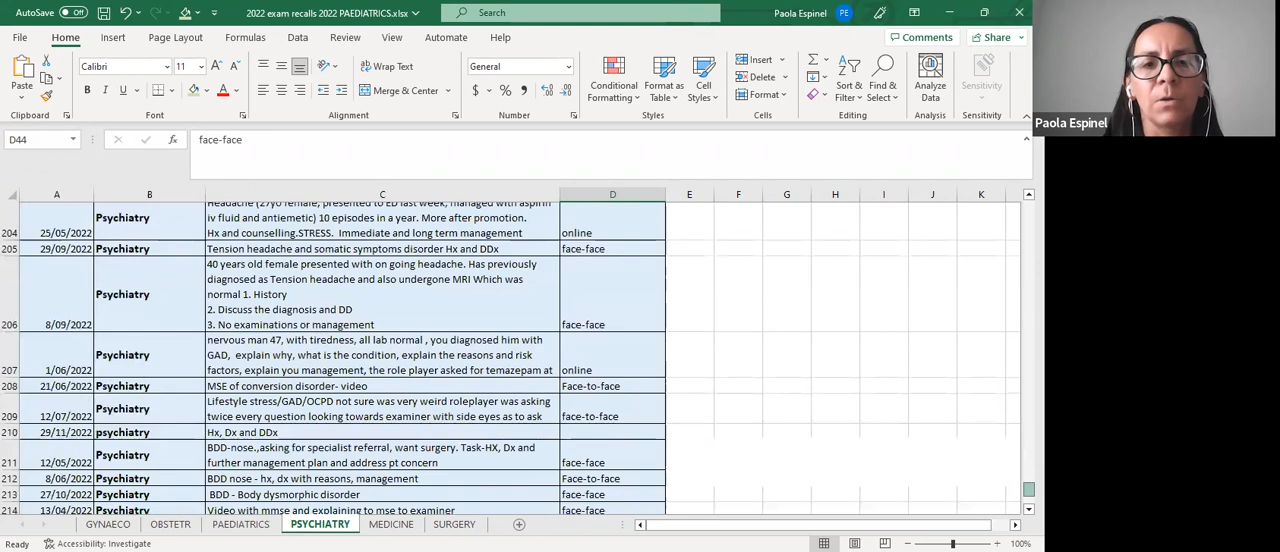 AutoSave Off 2022 exam recalls 2022 PAEDIATRICS.xlsx Search Paola Espinel PE
File Home Insert Page Layout Formulas Data Review View Automate Help Comments Share
Paste Calibri 11 A A Wrap Text General Insert Delete Format
B I U A Merge & Center $ % 9 Conditional Formatting Format as Table Cell Styles Sort & Filter Find & Select Analyze Data Sensitivity
Clipboard Font Alignment Number Styles Cells Editing Analysis Sensitivity
Paola Espinel
D44 fx face-face
A B C D E F G H I J K
Headache (27yo female, presented to ED last week, managed with aspirin
iv fluid and antiemetic) 10 episodes in a year. More after promotion.
204 25/05/2022 Psychiatry Hx and counselling.STRESS. Immediate and long term management online
205 29/09/2022 Psychiatry Tension headache and somatic symptoms disorder Hx and DDx face-face
40 years old female presented with on going headache. Has previously
diagnosed as Tension headache and also undergone MRI Which was
normal 1. History
2. Discuss the diagnosis and DD
206 8/09/2022 Psychiatry 3. No examinations or management face-face
nervous man 47, with tiredness, all lab normal , you diagnosed him with
GAD, explain why, what is the condition, explain the reasons and risk
207 1/06/2022 Psychiatry factors, explain you management, the role player asked for temazepam at online
208 21/06/2022 Psychiatry MSE of conversion disorder- video Face-to-face
Lifestyle stress/GAD/OCPD not sure was very weird roleplayer was asking
209 12/07/2022 Psychiatry twice every question looking towards examiner with side eyes as to ask face-to-face
210 29/11/2022 psychiatry Hx, Dx and DDx
BDD-nose.,asking for specialist referral, want surgery. Task-HX, Dx and
211 12/05/2022 Psychiatry further management plan and address pt concern face-face
212 8/06/2022 Psychiatry BDD nose - hx, dx with reasons, management Face-to-face
213 27/10/2022 Psychiatry BDD - Body dysmorphic disorder face-face
214 13/04/2022 Psychiatry Video with mmse and explaining to mse to examiner face-face
GYNAECO OBSTETR PAEDIATRICS PSYCHIATRY MEDICINE SURGERY
Ready Accessibility: Investigate 100%